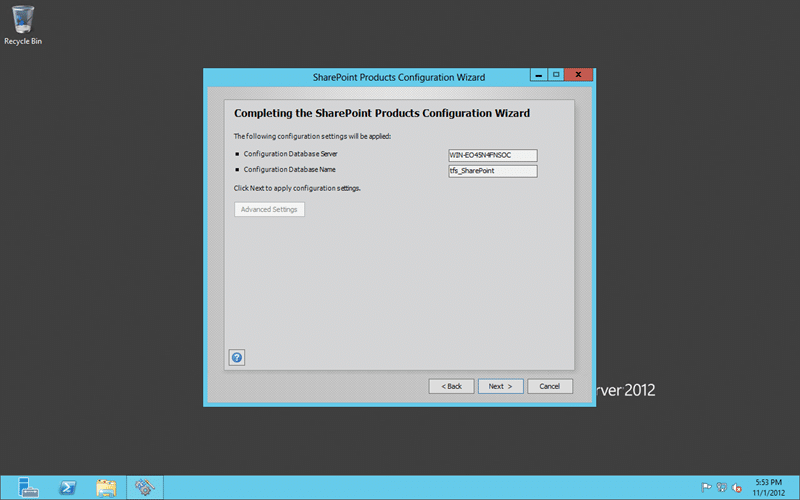 Recycle Bin
SharePoint Products Configuration Wizard
Completing the SharePoint Products Configuration Wizard
The following configuration settings will be applied:
Configuration Database Server WIN-EO45N4FNSOC
Configuration Database Name tfs_SharePoint
Click Next to apply configuration settings.
Advanced Settings
?
< Back Next > Cancel
rver 2012
5:53 PM
11/1/2012